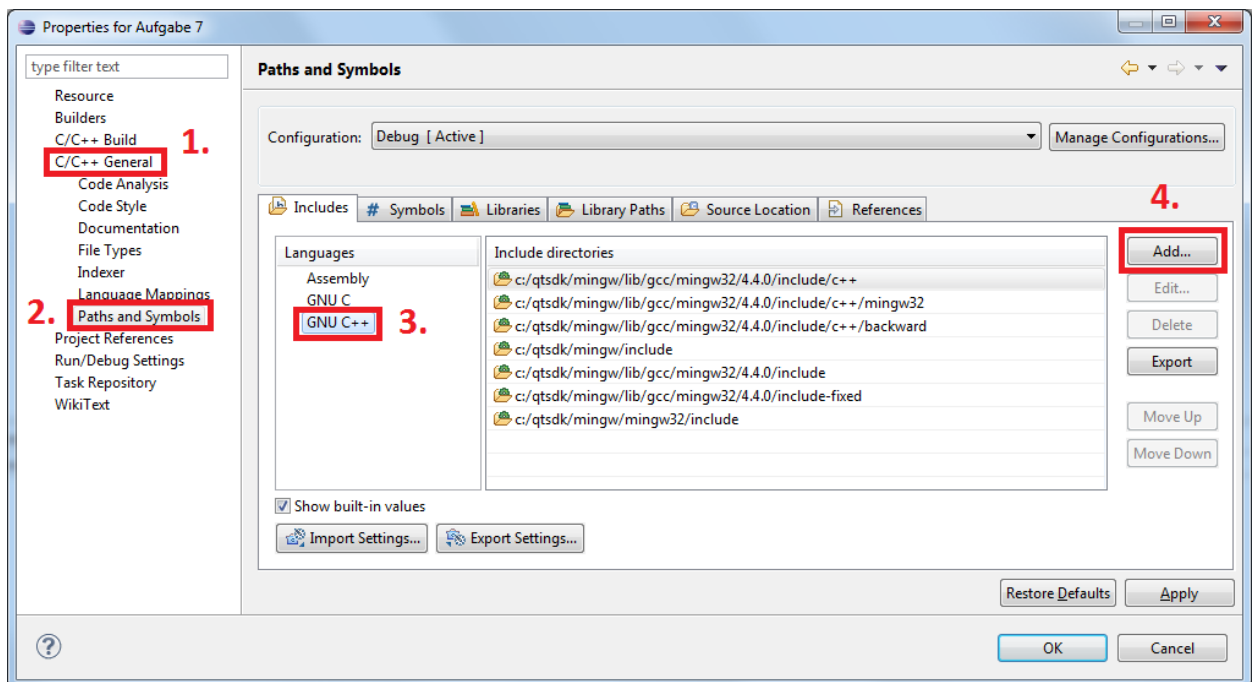 Properties for Aufgabe 7
type filter text
Resource
Builders
C/C++ Build
1.
C/C++ General
Code Analysis
Code Style
Documentation
File Types
Indexer
Language Mappings
2.
Paths and Symbols
Project References
Run/Debug Settings
Task Repository
WikiText
Paths and Symbols
Configuration: Debug [ Active ] Manage Configurations...
Includes # Symbols Libraries Library Paths Source Location References
Languages
Assembly
GNU C
GNU C++
3.
Include directories
c:/qtsdk/mingw/lib/gcc/mingw32/4.4.0/include/c++
c:/qtsdk/mingw/lib/gcc/mingw32/4.4.0/include/c++/mingw32
c:/qtsdk/mingw/lib/gcc/mingw32/4.4.0/include/c++/backward
c:/qtsdk/mingw/include
c:/qtsdk/mingw/lib/gcc/mingw32/4.4.0/include
c:/qtsdk/mingw/lib/gcc/mingw32/4.4.0/include-fixed
c:/qtsdk/mingw/mingw32/include
4.
Add...
Edit...
Delete
Export
Move Up
Move Down
Show built-in values
Import Settings... Export Settings...
Restore Defaults Apply
? OK Cancel